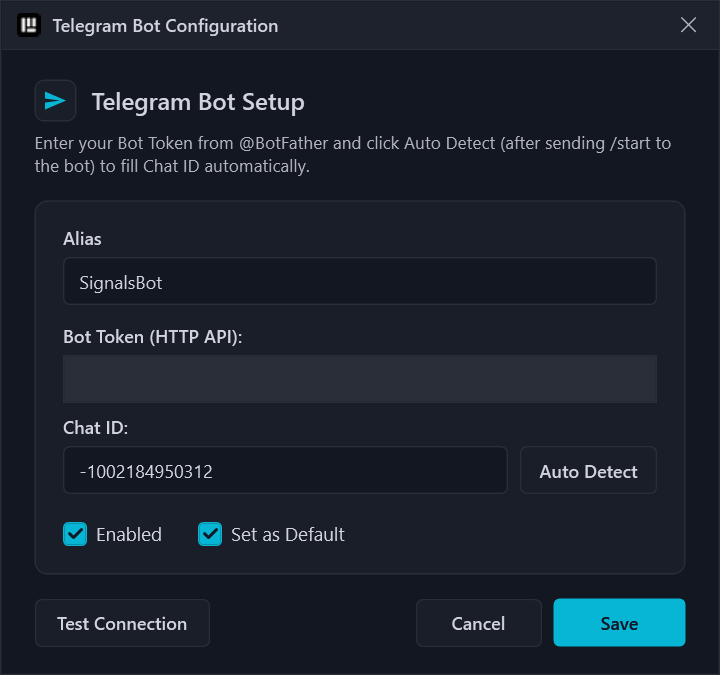 Telegram Bot Configuration
Telegram Bot Setup
Enter your Bot Token from @BotFather and click Auto Detect (after sending /start to
the bot) to fill Chat ID automatically.
Alias
SignalsBot
Bot Token (HTTP API):
Chat ID:
-1002184950312
Auto Detect
Enabled
Set as Default
Test Connection
Cancel
Save